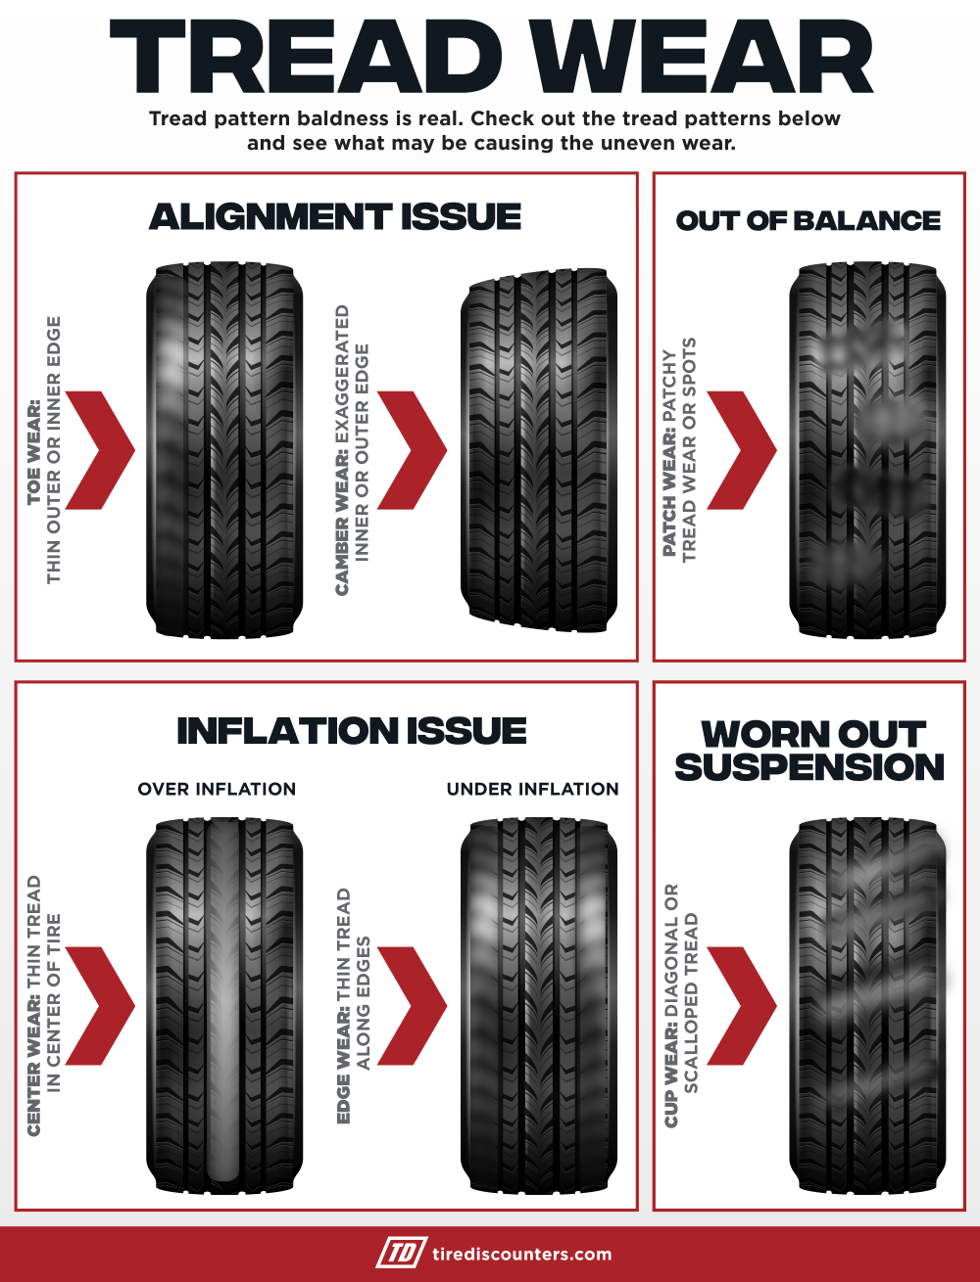 TREAD WEAR
Tread pattern baldness is real. Check out the tread patterns below
and see what may be causing the uneven wear.
ALIGNMENT ISSUE
TOE WEAR:
THIN OUTER OR INNER EDGE
CAMBER WEAR: EXAGGERATED
INNER OR OUTER EDGE
OUT OF BALANCE
PATCH WEAR: PATCHY
TREAD WEAR OR SPOTS
INFLATION ISSUE
OVER INFLATION
CENTER WEAR: THIN TREAD
IN CENTER OF TIRE
UNDER INFLATION
EDGE WEAR: THIN TREAD
ALONG EDGES
WORN OUT
SUSPENSION
CUP WEAR: DIAGONAL OR
SCALLOPED TREAD
TD tirediscounters.com